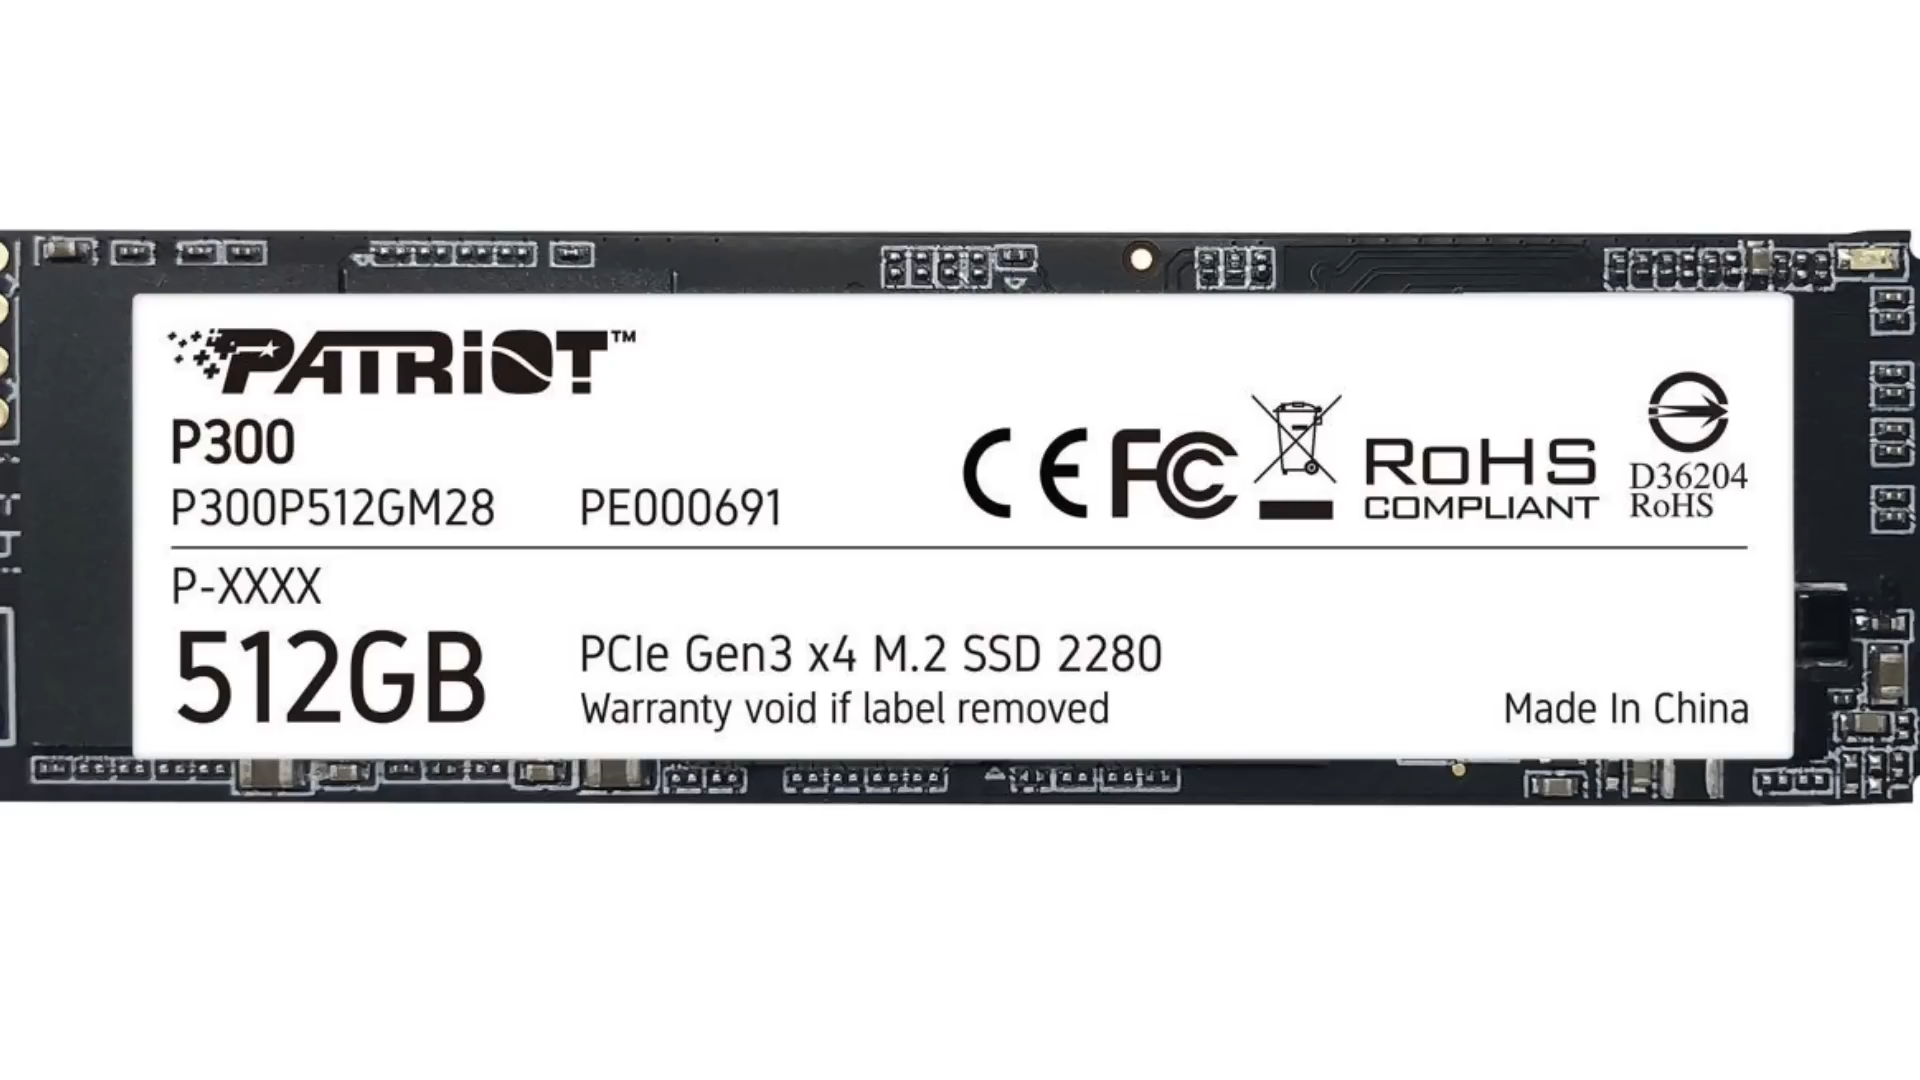 PATRIOT™
P300
P300P512GM28 PE000691
CE FC RoHS COMPLIANT
D36204
RoHS
P-XXXX
512GB
PCIe Gen3 x4 M.2 SSD 2280
Warranty void if label removed
Made In China